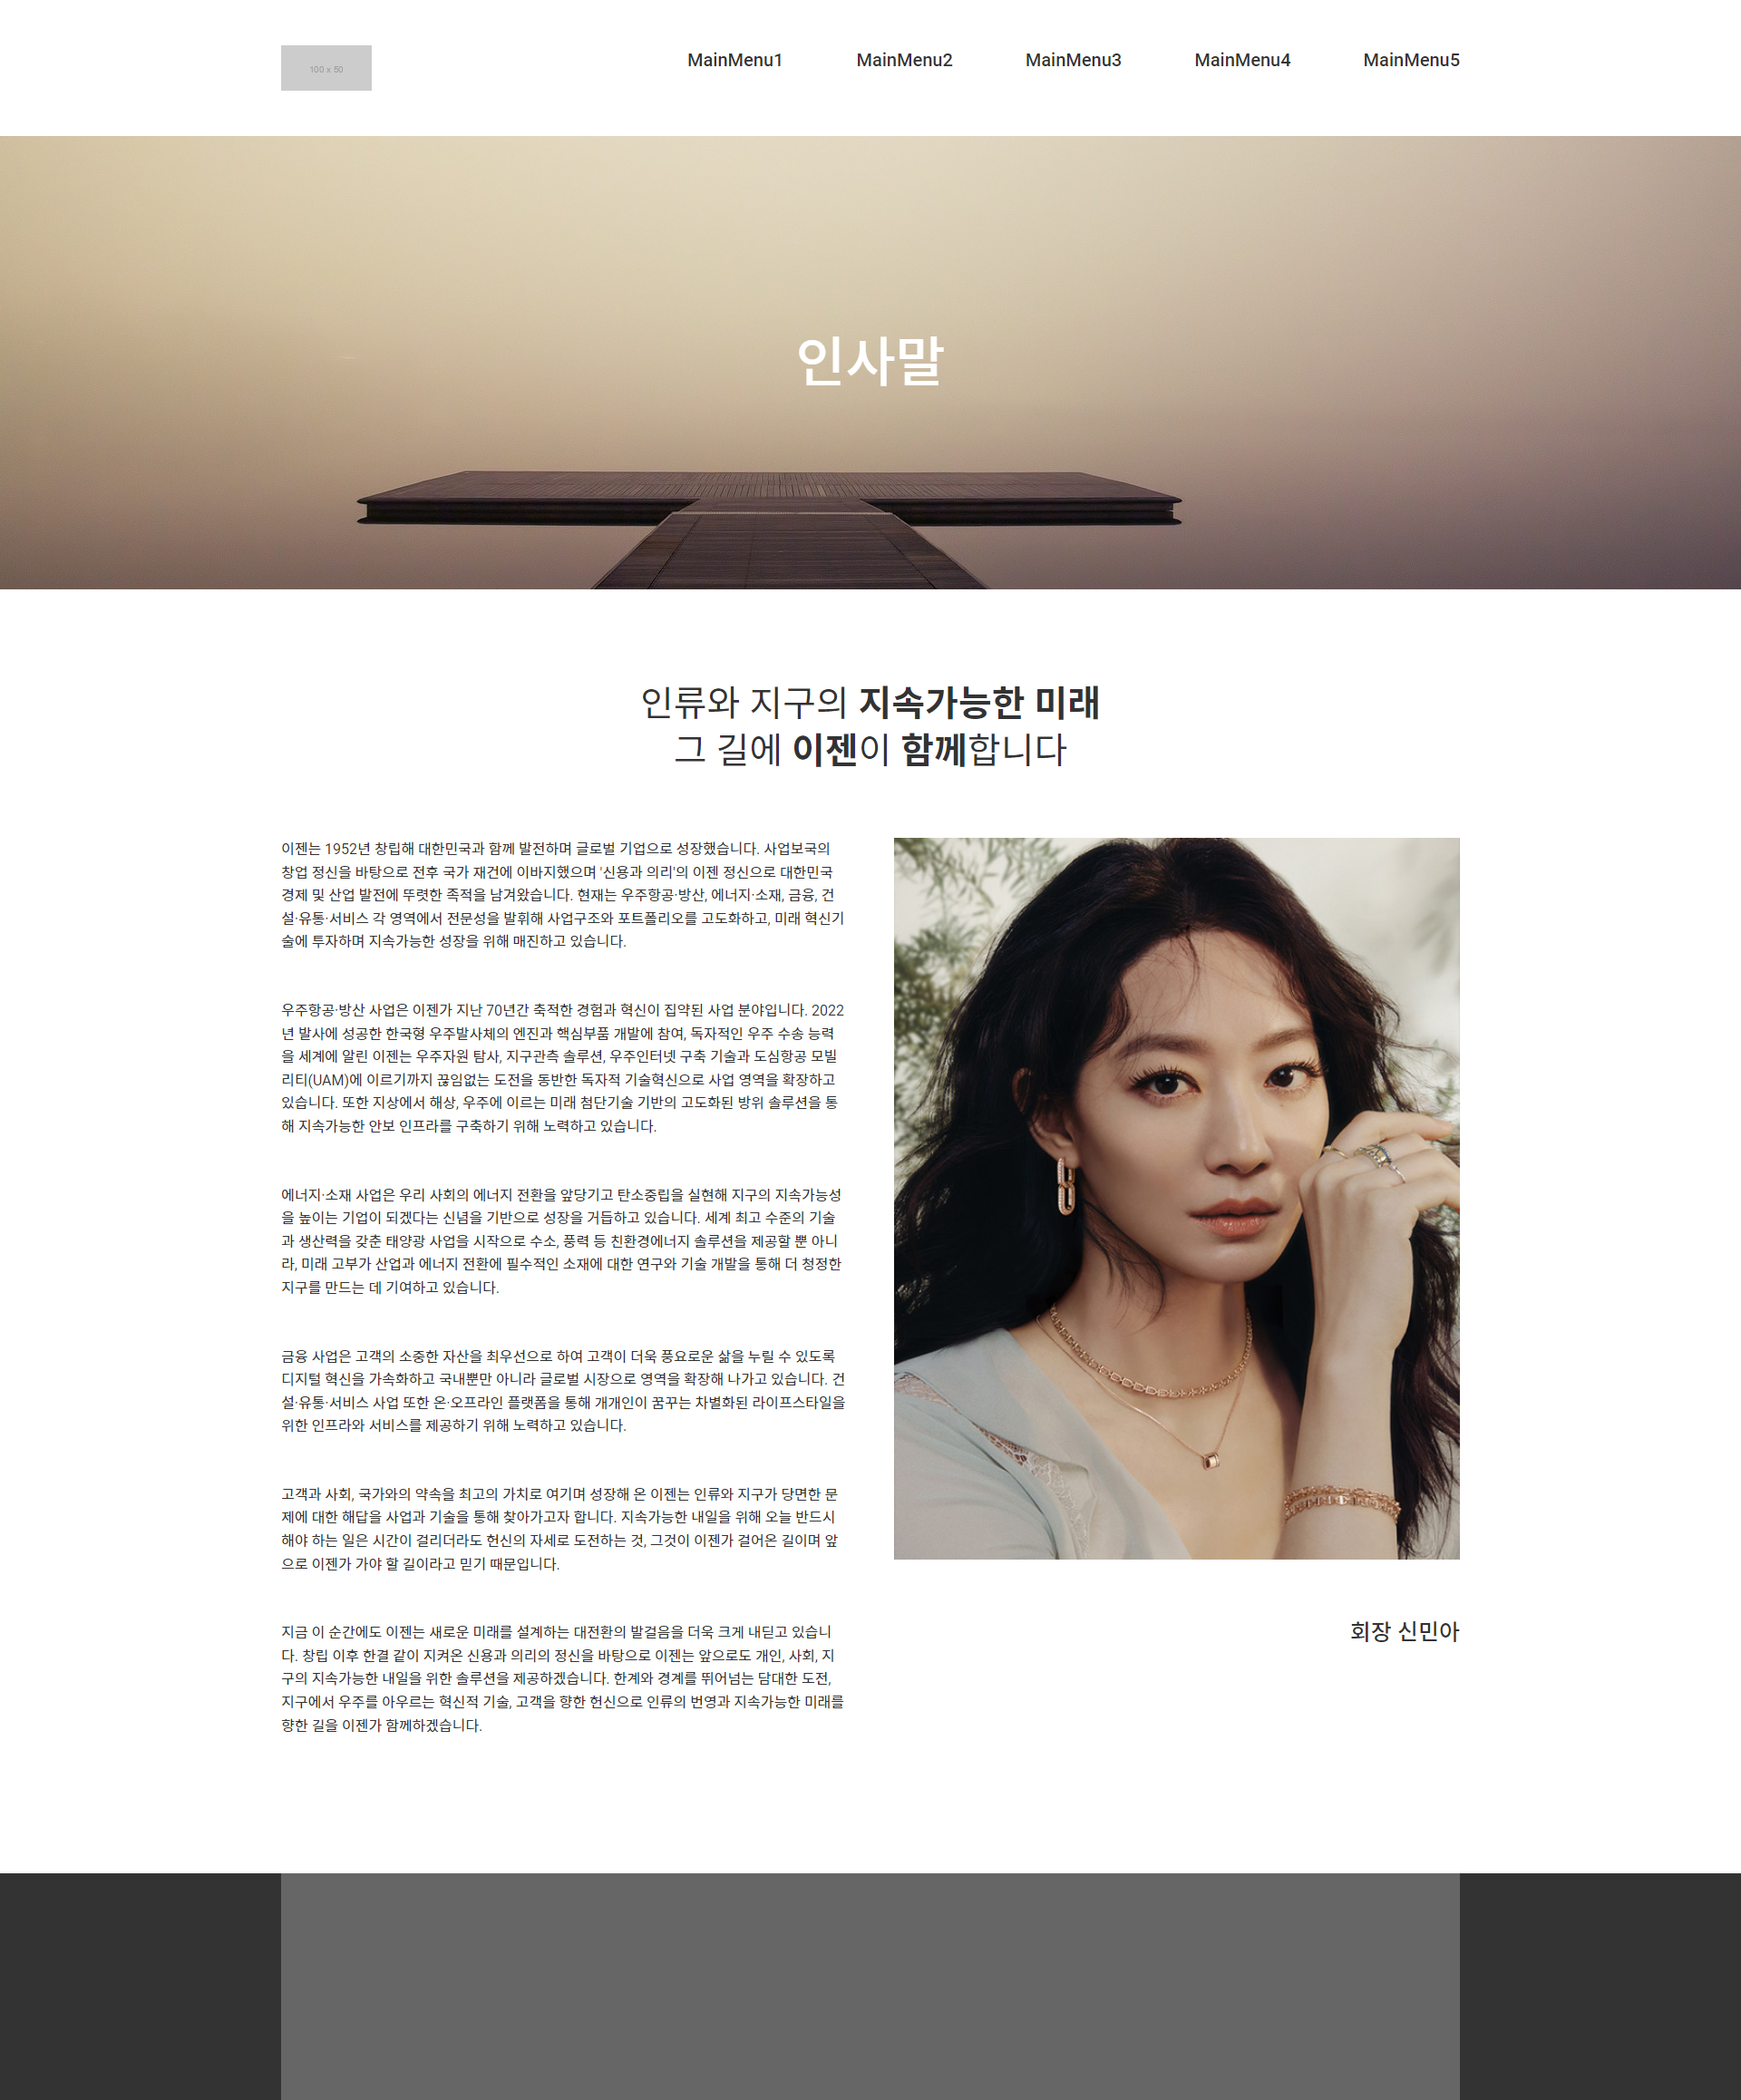 100 x 50
MainMenu1 MainMenu2 MainMenu3 MainMenu4 MainMenu5
인사말
인류와 지구의 지속가능한 미래
그 길에 이젠이 함께합니다
이젠는 1952년 창립해 대한민국과 함께 발전하며 글로벌 기업으로 성장했습니다. 사업보국의
창업 정신을 바탕으로 전후 국가 재건에 이바지했으며 '신용과 의리'의 이젠 정신으로 대한민국
경제 및 산업 발전에 뚜렷한 족적을 남겨왔습니다. 현재는 우주항공·방산, 에너지·소재, 금융, 건
설·유통·서비스 각 영역에서 전문성을 발휘해 사업구조와 포트폴리오를 고도화하고, 미래 혁신기
술에 투자하며 지속가능한 성장을 위해 매진하고 있습니다.
우주항공·방산 사업은 이젠가 지난 70년간 축적한 경험과 혁신이 집약된 사업 분야입니다. 2022
년 발사에 성공한 한국형 우주발사체의 엔진과 핵심부품 개발에 참여, 독자적인 우주 수송 능력
을 세계에 알린 이젠는 우주자원 탐사, 지구관측 솔루션, 우주인터넷 구축 기술과 도심항공 모빌
리티(UAM)에 이르기까지 끊임없는 도전을 동반한 독자적 기술혁신으로 사업 영역을 확장하고
있습니다. 또한 지상에서 해상, 우주에 이르는 미래 첨단기술 기반의 고도화된 방위 솔루션을 통
해 지속가능한 안보 인프라를 구축하기 위해 노력하고 있습니다.
에너지·소재 사업은 우리 사회의 에너지 전환을 앞당기고 탄소중립을 실현해 지구의 지속가능성
을 높이는 기업이 되겠다는 신념을 기반으로 성장을 거듭하고 있습니다. 세계 최고 수준의 기술
과 생산력을 갖춘 태양광 사업을 시작으로 수소, 풍력 등 친환경에너지 솔루션을 제공할 뿐 아니
라, 미래 고부가 산업과 에너지 전환에 필수적인 소재에 대한 연구와 기술 개발을 통해 더 청정한
지구를 만드는 데 기여하고 있습니다.
금융 사업은 고객의 소중한 자산을 최우선으로 하여 고객이 더욱 풍요로운 삶을 누릴 수 있도록
디지털 혁신을 가속화하고 국내뿐만 아니라 글로벌 시장으로 영역을 확장해 나가고 있습니다. 건
설·유통·서비스 사업 또한 온·오프라인 플랫폼을 통해 개개인이 꿈꾸는 차별화된 라이프스타일을
위한 인프라와 서비스를 제공하기 위해 노력하고 있습니다.
고객과 사회, 국가와의 약속을 최고의 가치로 여기며 성장해 온 이젠는 인류와 지구가 당면한 문
제에 대한 해답을 사업과 기술을 통해 찾아가고자 합니다. 지속가능한 내일을 위해 오늘 반드시
해야 하는 일은 시간이 걸리더라도 헌신의 자세로 도전하는 것, 그것이 이젠가 걸어온 길이며 앞
으로 이젠가 가야 할 길이라고 믿기 때문입니다.
지금 이 순간에도 이젠는 새로운 미래를 설계하는 대전환의 발걸음을 더욱 크게 내딛고 있습니
다. 창립 이후 한결 같이 지켜온 신용과 의리의 정신을 바탕으로 이젠는 앞으로도 개인, 사회, 지
구의 지속가능한 내일을 위한 솔루션을 제공하겠습니다. 한계와 경계를 뛰어넘는 담대한 도전,
지구에서 우주를 아우르는 혁신적 기술, 고객을 향한 헌신으로 인류의 번영과 지속가능한 미래를
향한 길을 이젠가 함께하겠습니다.
회장 신민아